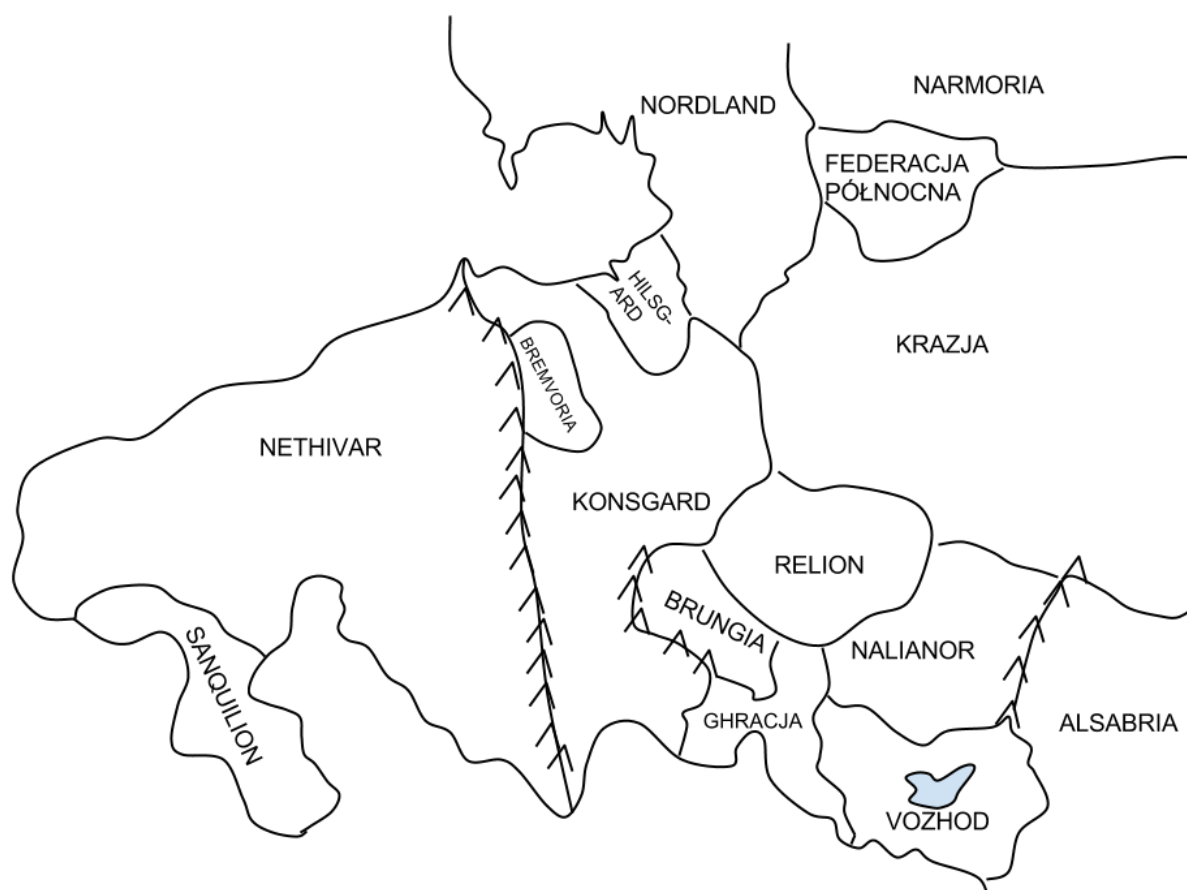 NARMORIA
NORDLAND
FEDERACJA
PÓŁNOCNA
HILSG-
ARD
KRAZJA
BREMVORIA
NETHIVAR
KONSGARD
RELION
BRUNGIA
SANQUILION
NALIANOR
GHRACJA
ALSABRIA
VOZHOD